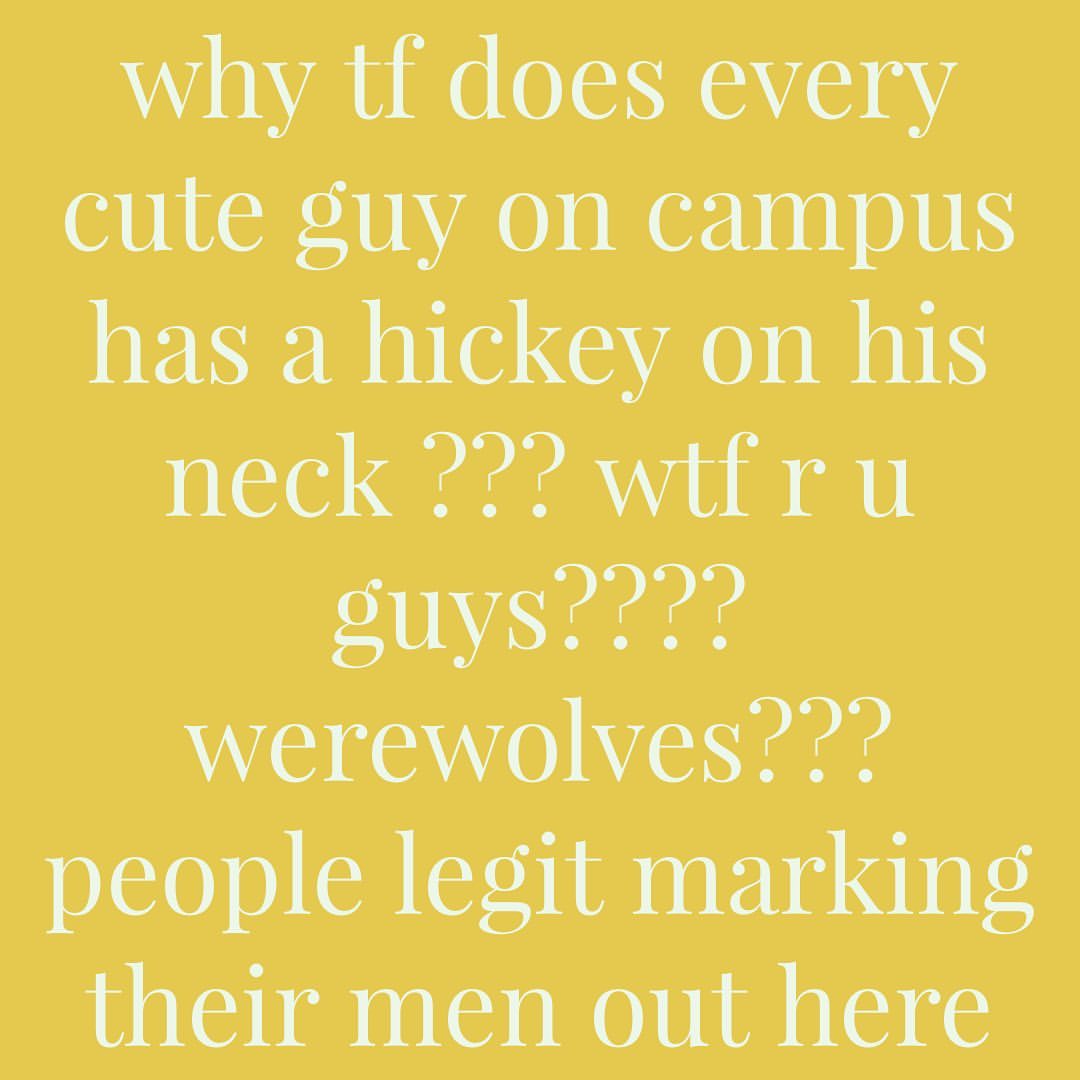 why tf does every
cute guy on campus
has a hickey on his
neck ??? wtf r u
guys????
werewolves???
people legit marking
their men out here